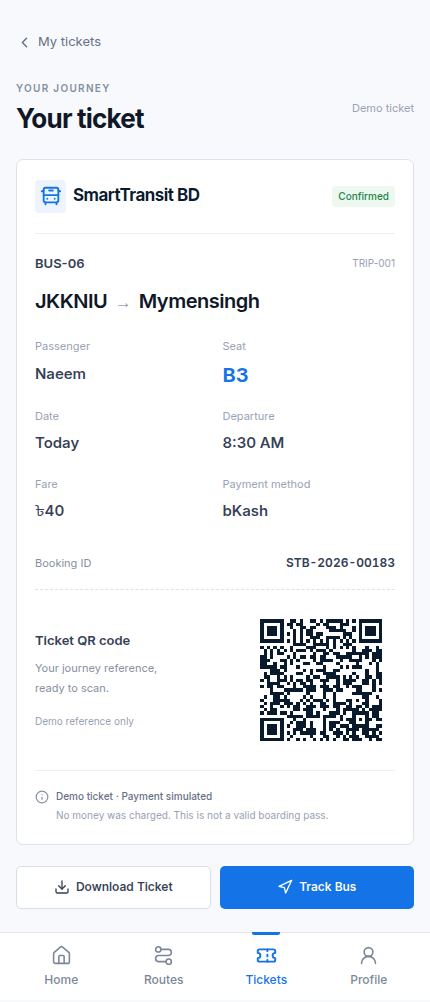 My tickets
YOUR JOURNEY
Your ticket
Demo ticket
SmartTransit BD
Confirmed
BUS-06
TRIP-001
JKKNIU → Mymensingh
Passenger
Seat
Naeem
B3
Date
Departure
Today
8:30 AM
Fare
Payment method
৳40
bKash
Booking ID
STB-2026-00183
Ticket QR code
Your journey reference,
ready to scan.
Demo reference only
Demo ticket · Payment simulated
No money was charged. This is not a valid boarding pass.
Download Ticket
Track Bus
Home
Routes
Tickets
Profile